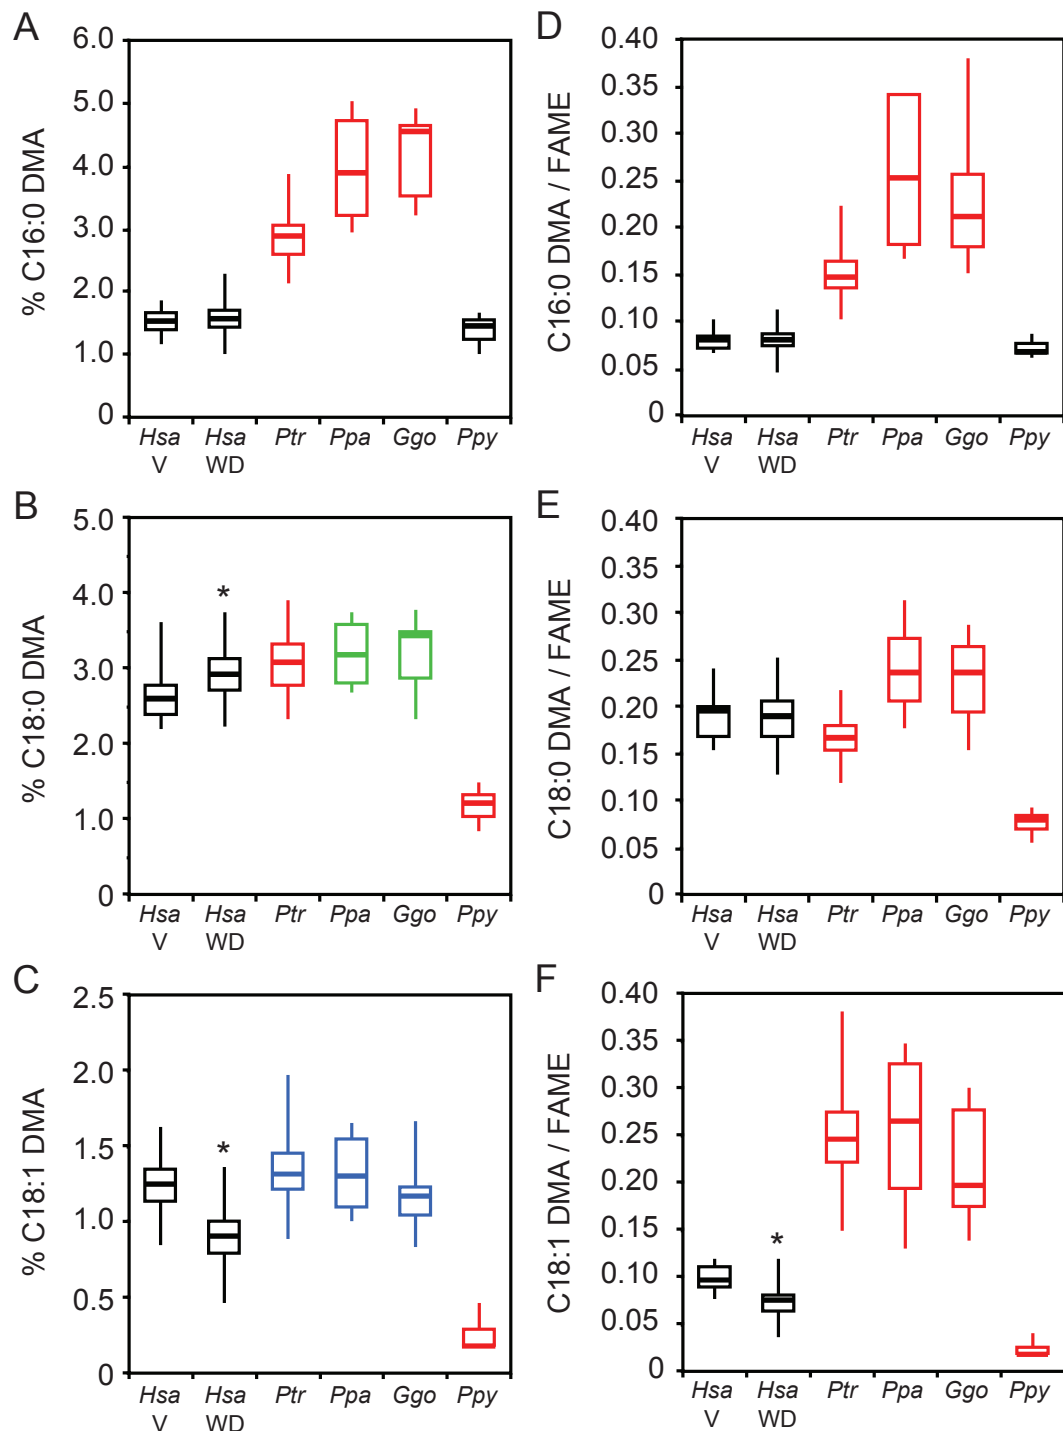 A
% C16:0 DMA
6.0
5.0
4.0
3.0
2.0
1.0
0
Hsa V
Hsa WD
Ptr
Ppa
Ggo
Ppy
D
C16:0 DMA / FAME
0.40
0.35
0.30
0.25
0.20
0.15
0.10
0.05
0
Hsa V
Hsa WD
Ptr
Ppa
Ggo
Ppy
B
% C18:0 DMA
5.0
4.0
3.0
2.0
1.0
0
*
Hsa V
Hsa WD
Ptr
Ppa
Ggo
Ppy
E
C18:0 DMA / FAME
0.40
0.35
0.30
0.25
0.20
0.15
0.10
0.05
0
Hsa V
Hsa WD
Ptr
Ppa
Ggo
Ppy
C
% C18:1 DMA
2.5
2.0
1.5
1.0
0.5
0
*
Hsa V
Hsa WD
Ptr
Ppa
Ggo
Ppy
F
C18:1 DMA / FAME
0.40
0.35
0.30
0.25
0.20
0.15
0.10
0.05
0
*
Hsa V
Hsa WD
Ptr
Ppa
Ggo
Ppy